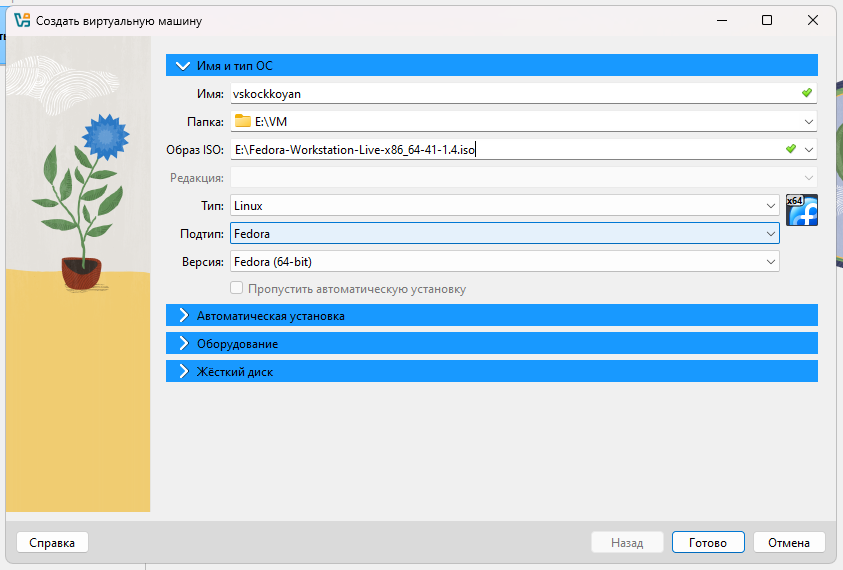 Создать виртуальную машину
Имя и тип ОС
Имя: vskockkoyan
Папка: E:\VM
Образ ISO: E:\Fedora-Workstation-Live-x86_64-41-1.4.iso
Редакция:
Тип: Linux
x64
Подтип: Fedora
Версия: Fedora (64-bit)
Пропустить автоматическую установку
Автоматическая установка
Оборудование
Жёсткий диск
Справка Назад Готово Отмена